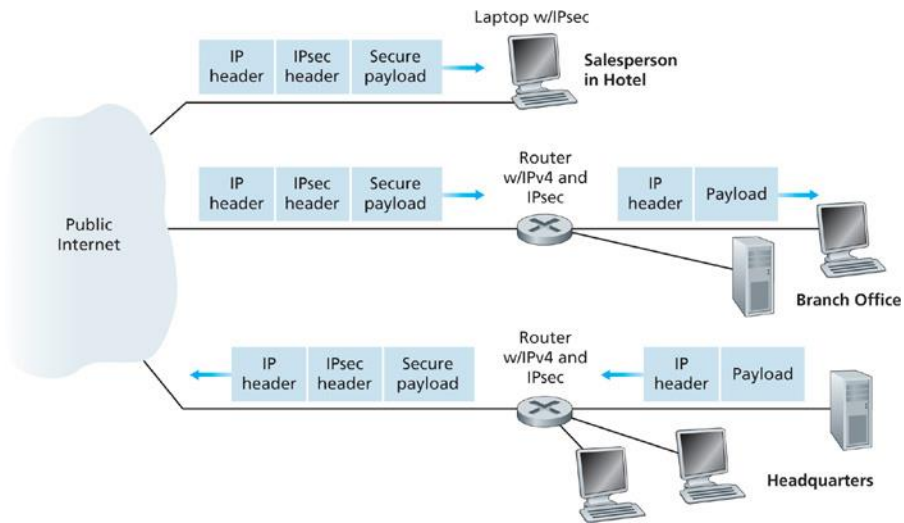 Laptop w/IPsec
IP
header
IPsec
header
Secure
payload
Salesperson
in Hotel
Public
Internet
IP
header
IPsec
header
Secure
payload
Router
w/IPv4 and
IPsec
IP
header
Payload
Branch Office
IP
header
IPsec
header
Secure
payload
Router
w/IPv4 and
IPsec
IP
header
Payload
Headquarters